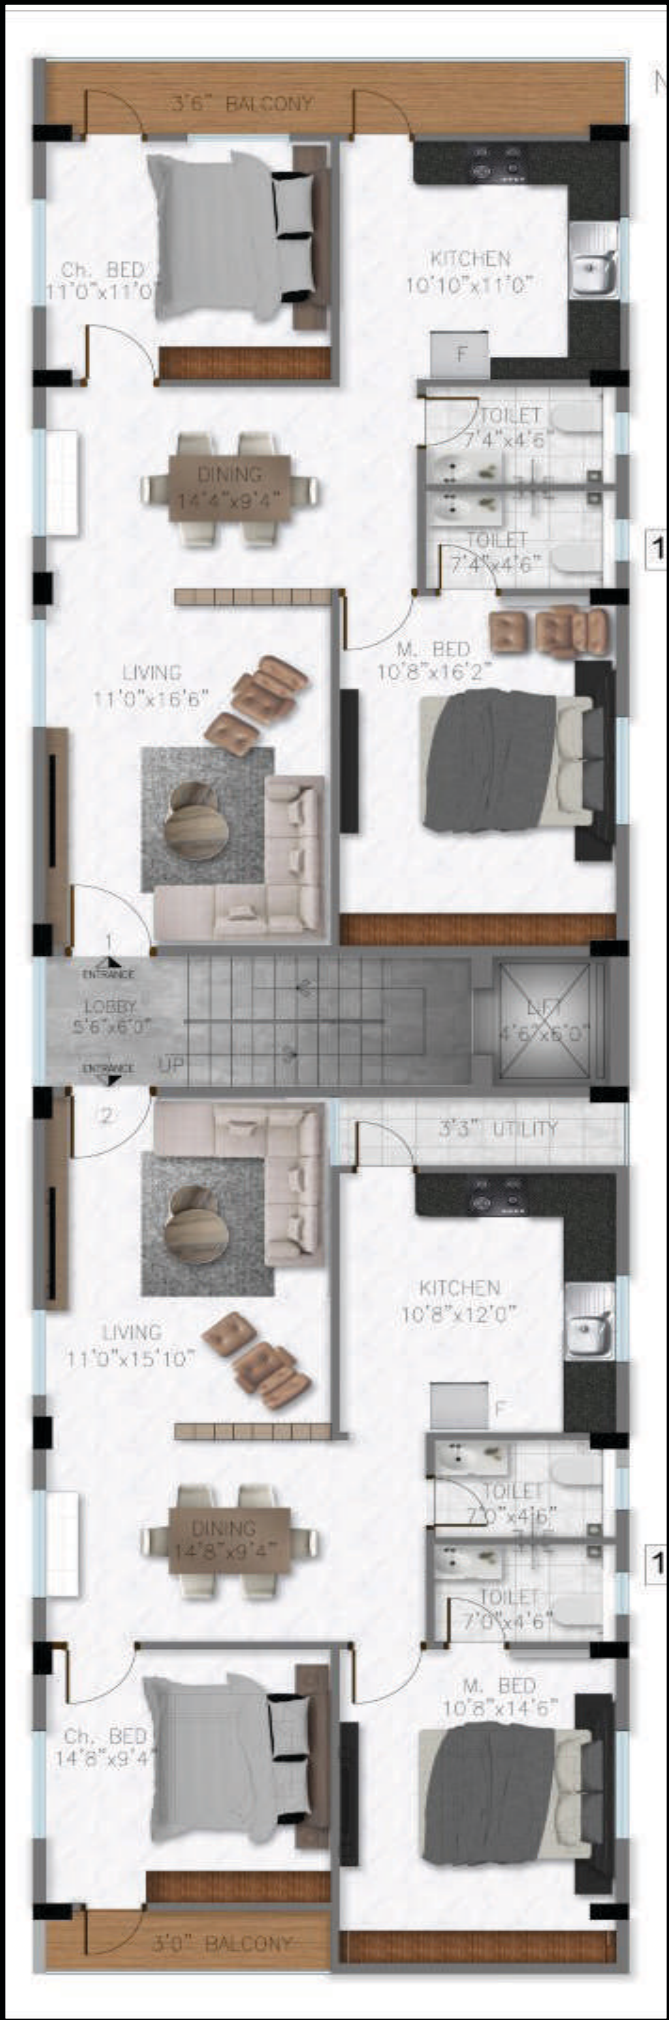 N
3'6" BALCONY
Ch. BED
11'0"x11'0
KITCHEN
10'10"x11'0"
F
TOILET
7'4"x4'6"
DINING
14'4"x9'4"
TOILET
7'4"x4'6"
1
M. BED
10'8"x16'2"
LIVING
11'0"x16'6"
1
ENTRANCE
LOBBY
5'6"x6'0"
LIFT
4'6"x6'0"
UP
ENTRANCE
2
3'3" UTILITY
KITCHEN
10'8"x12'0"
LIVING
11'0"x15'10"
F
TOILET
7'0"x4'6"
DINING
14'8"x9'4"
1
TOILET
7'0"x4'6"
M. BED
10'8"x14'6"
Ch. BED
14'8"x9'4"
3'0" BALCONY